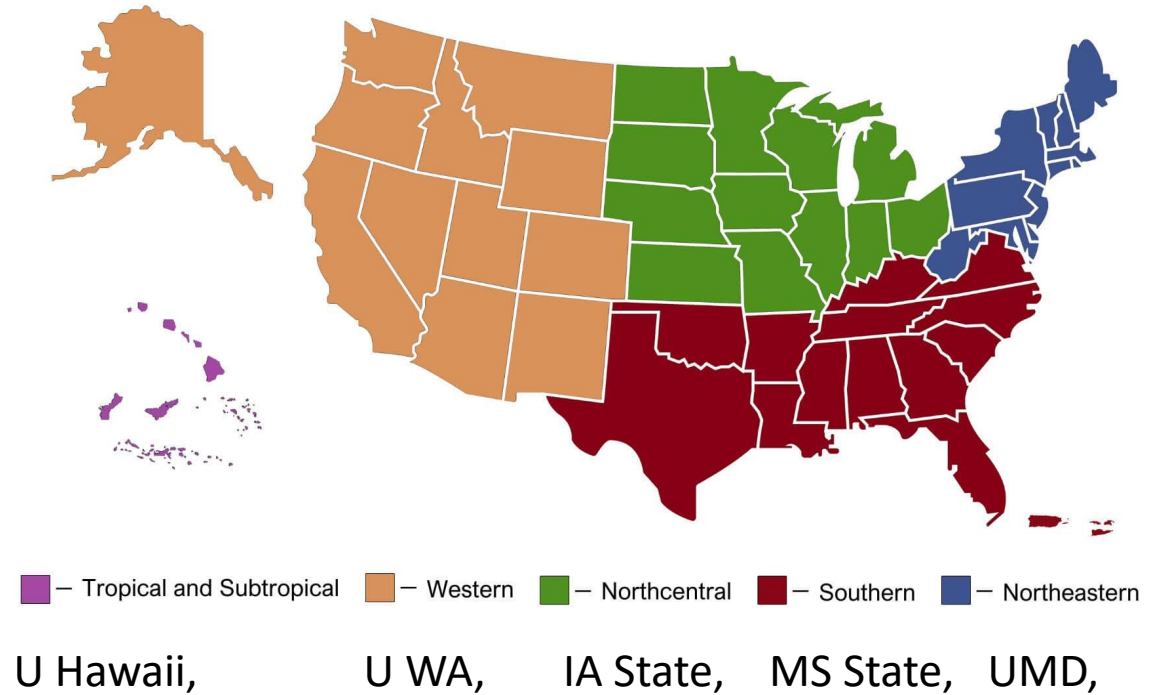 — Tropical and Subtropical — Western — Northcentral — Southern — Northeastern
U Hawaii, U WA, IA State, MS State, UMD,